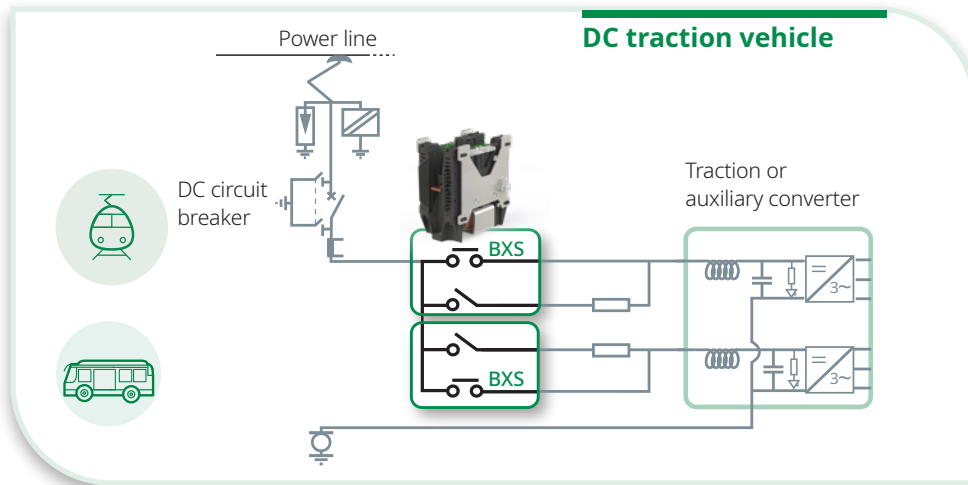 DC traction vehicle
Power line
DC circuit
breaker
Traction or
auxiliary converter
BXS
3~
BXS
3~